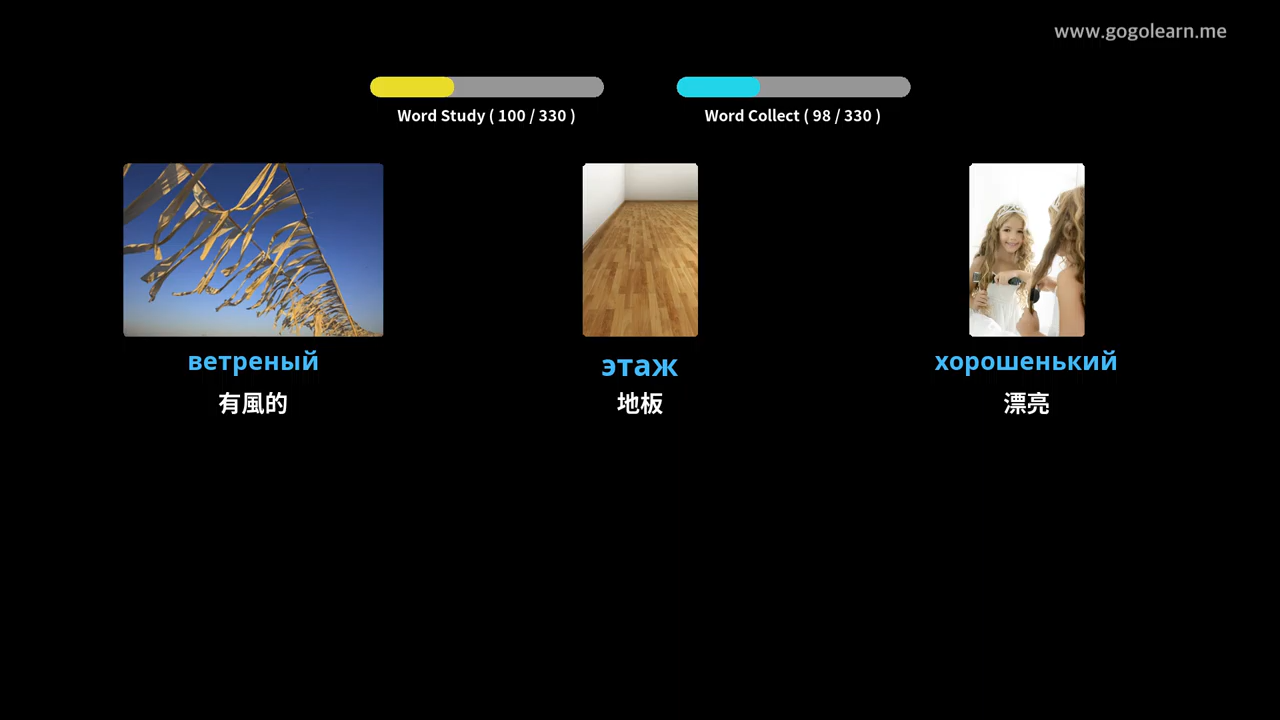 www.gogolearn.me
Word Study ( 100 / 330 )
Word Collect ( 98 / 330 )
ветреный
этаж
хорошенький
有風的
地板
漂亮